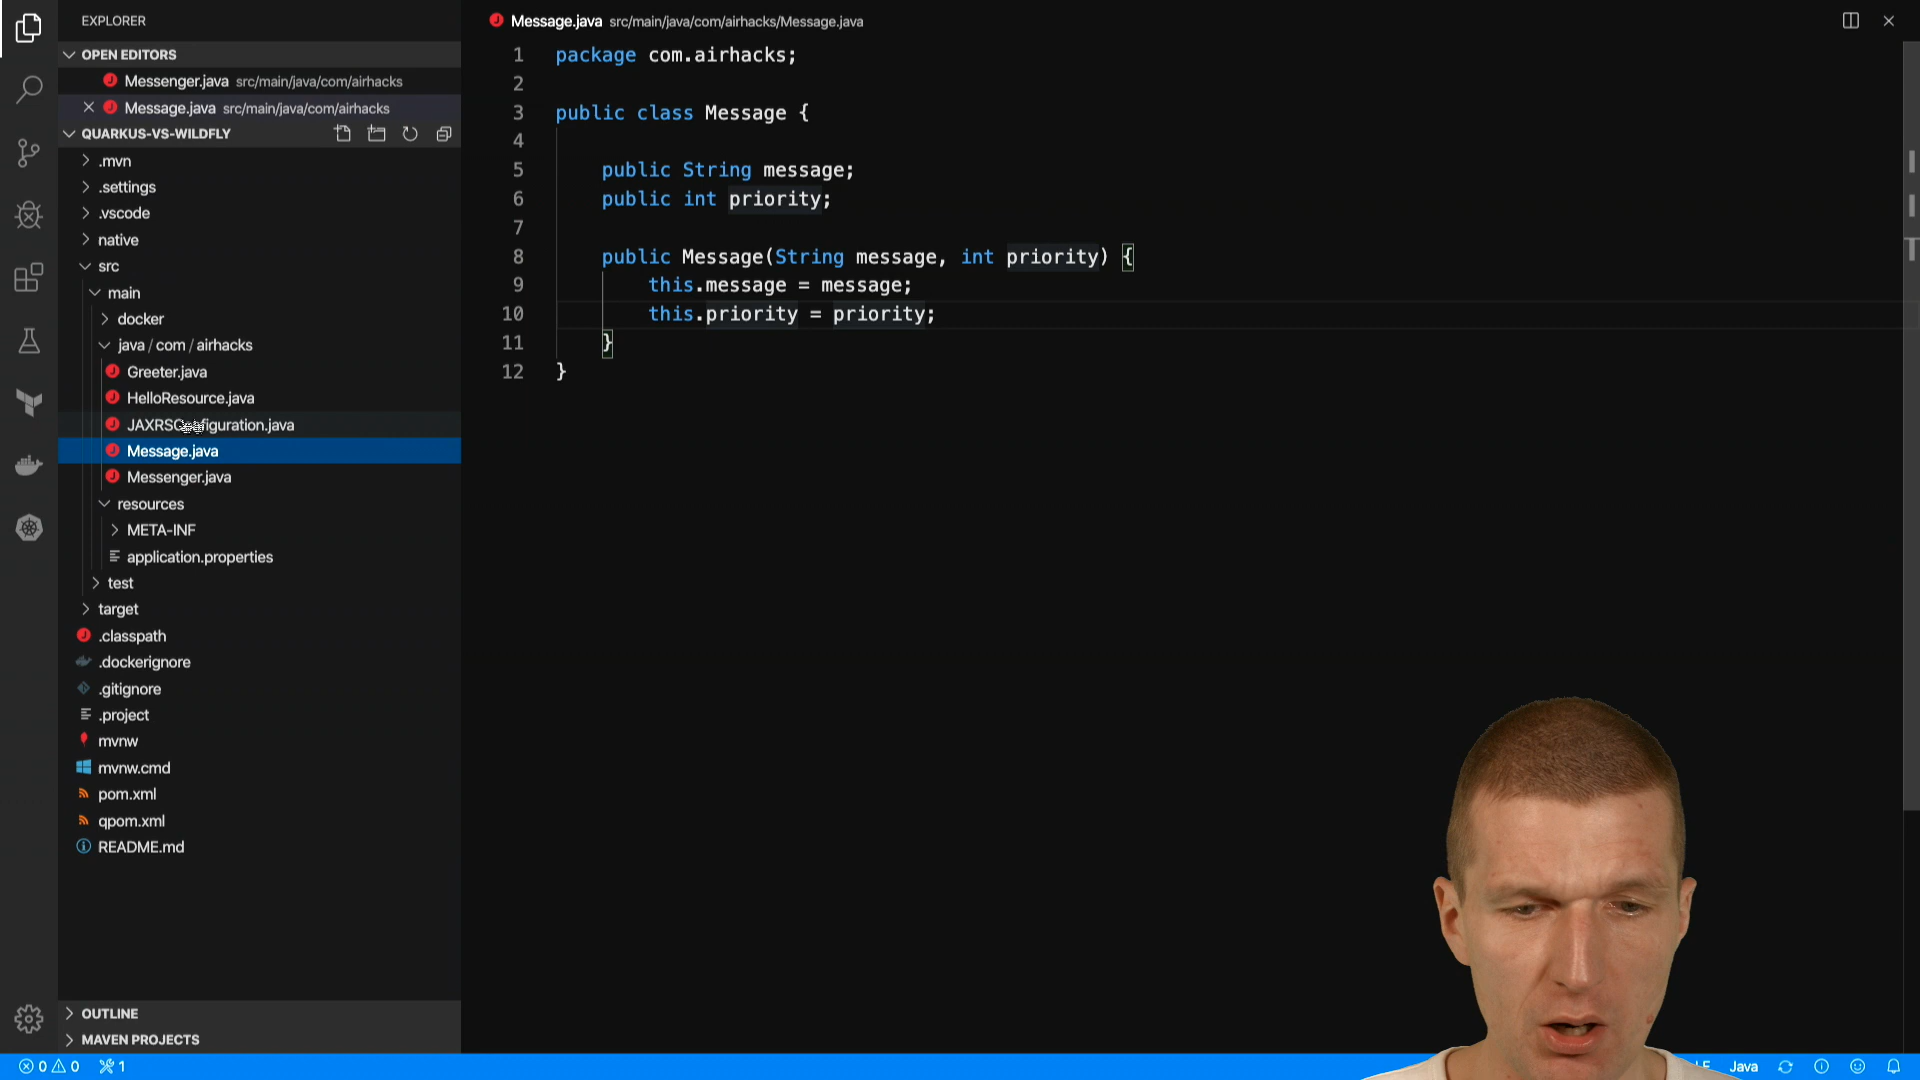 EXPLORER
OPEN EDITORS
Messenger.java src/main/java/com/airhacks
Message.java src/main/java/com/airhacks
QUARKUS-VS-WILDFLY
.mvn
.settings
.vscode
native
src
main
docker
java / com / airhacks
Greeter.java
HelloResource.java
JAXRSConfiguration.java
Message.java
Messenger.java
resources
META-INF
application.properties
test
target
.classpath
.dockerignore
.gitignore
.project
mvnw
mvnw.cmd
pom.xml
qpom.xml
README.md
OUTLINE
MAVEN PROJECTS
Message.java src/main/java/com/airhacks/Message.java
1 package com.airhacks;
2
3 public class Message {
4
5 public String message;
6 public int priority;
7
8 public Message(String message, int priority) {
9 this.message = message;
10 this.priority = priority;
11 }
12 }
0 0 1
Java